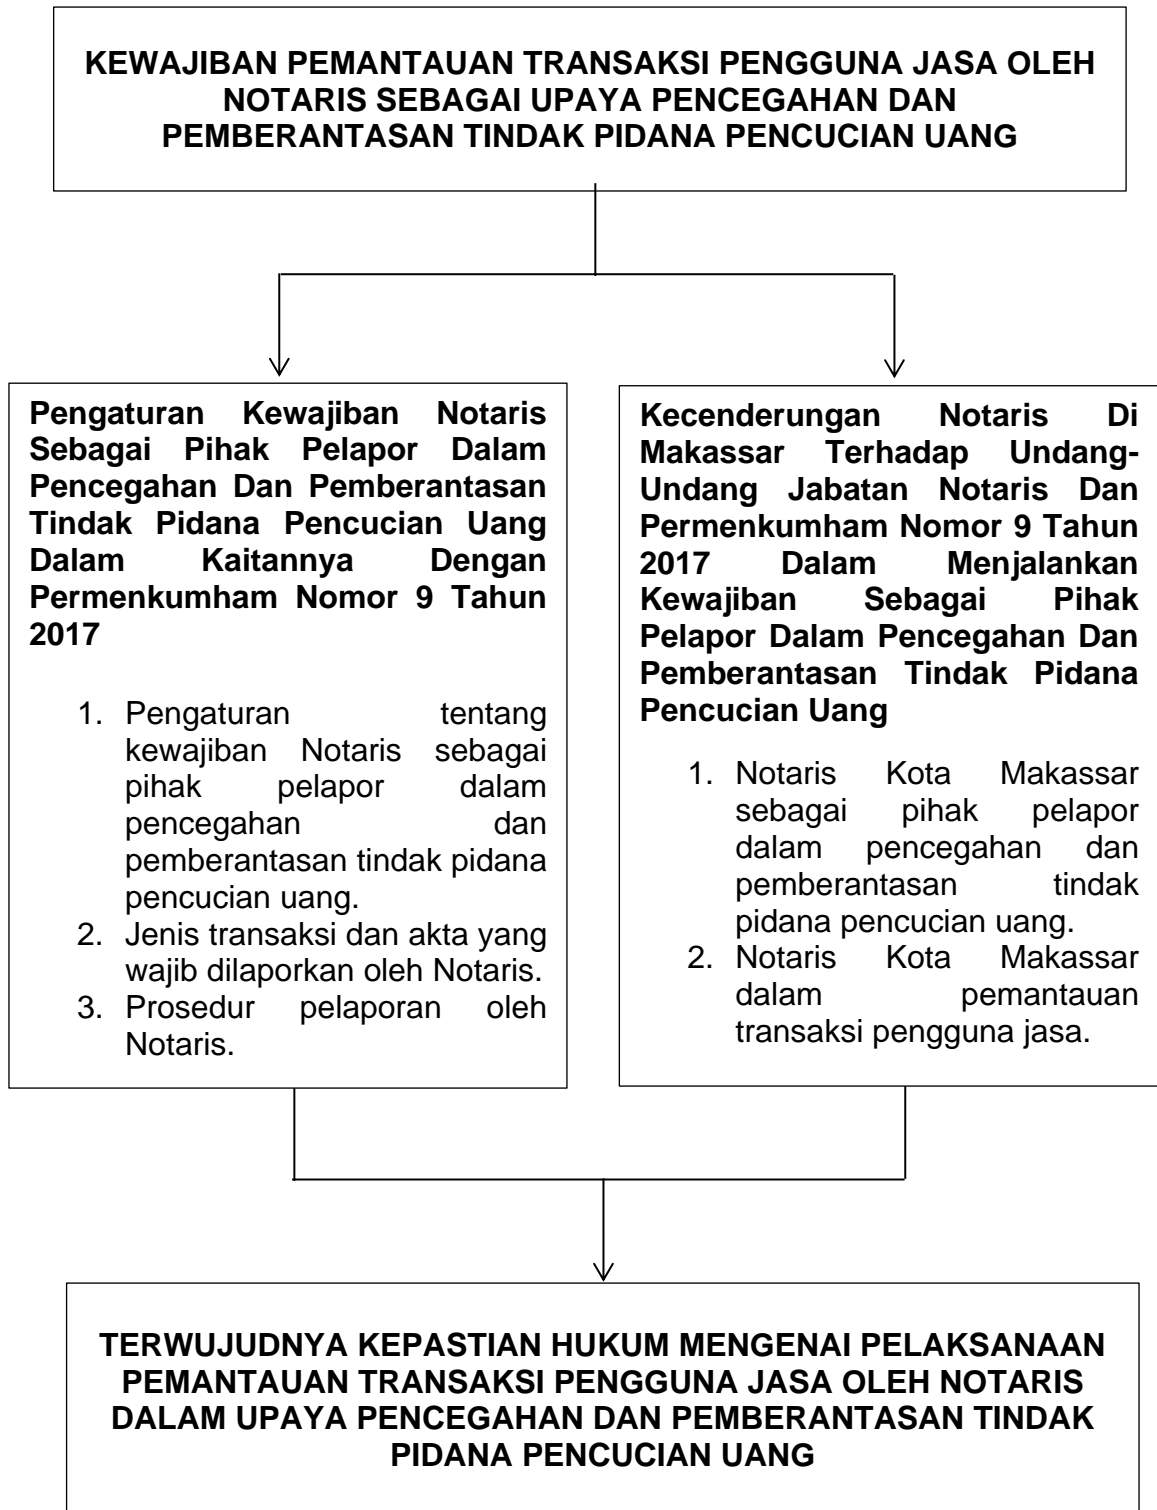 KEWAJIBAN PEMANTAUAN TRANSAKSI PENGGUNA JASA OLEH
NOTARIS SEBAGAI UPAYA PENCEGAHAN DAN
PEMBERANTASAN TINDAK PIDANA PENCUCIAN UANG
Pengaturan Kewajiban Notaris
Sebagai Pihak Pelapor Dalam
Pencegahan Dan Pemberantasan
Tindak Pidana Pencucian Uang
Dalam Kaitannya Dengan
Permenkumham Nomor 9 Tahun
2017
1. Pengaturan tentang
kewajiban Notaris sebagai
pihak pelapor dalam
pencegahan dan
pemberantasan tindak pidana
pencucian uang.
2. Jenis transaksi dan akta yang
wajib dilaporkan oleh Notaris.
3. Prosedur pelaporan oleh
Notaris.
Kecenderungan Notaris Di
Makassar Terhadap Undang-
Undang Jabatan Notaris Dan
Permenkumham Nomor 9 Tahun
2017 Dalam Menjalankan
Kewajiban Sebagai Pihak
Pelapor Dalam Pencegahan Dan
Pemberantasan Tindak Pidana
Pencucian Uang
1. Notaris Kota Makassar
sebagai pihak pelapor
dalam pencegahan dan
pemberantasan tindak
pidana pencucian uang.
2. Notaris Kota Makassar
dalam pemantauan
transaksi pengguna jasa.
TERWUJUDNYA KEPASTIAN HUKUM MENGENAI PELAKSANAAN
PEMANTAUAN TRANSAKSI PENGGUNA JASA OLEH NOTARIS
DALAM UPAYA PENCEGAHAN DAN PEMBERANTASAN TINDAK
PIDANA PENCUCIAN UANG